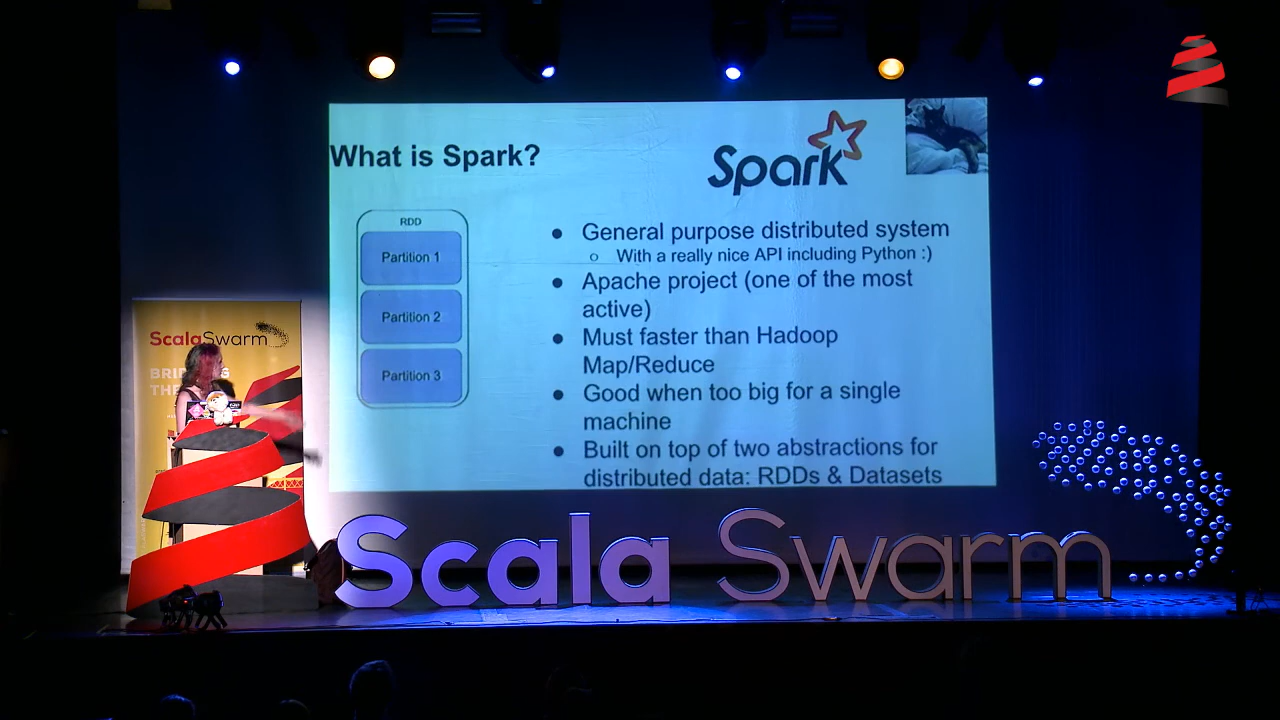 What is Spark?
Spark
RDD
Partition 1
Partition 2
Partition 3
● General purpose distributed system
o With a really nice API including Python :)
● Apache project (one of the most
active)
● Must faster than Hadoop
Map/Reduce
● Good when too big for a single
machine
● Built on top of two abstractions for
distributed data: RDDs & Datasets
ScalaSwarm
Scala Swarm